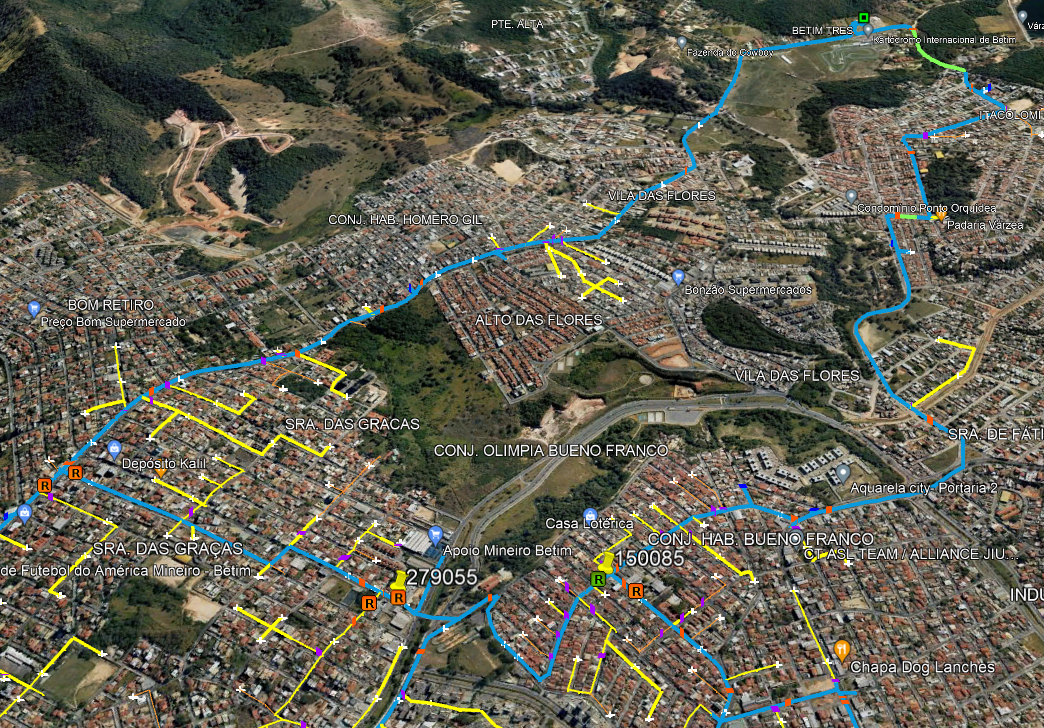 PTE. ALTA
Várz
BETIM TRES
Kartódromo Internacional de Betim
Fazenda do Cowboy
ITACOLOMI
VILA DAS FLORES
Condomínio Ponto Orquídea
CONJ. HAB. HOMERO GIL
Padaria Várzea
Bonzão Supermercados
BOM RETIRO
Preço Bom Supermercado
ALTO DAS FLORES
VILA DAS FLORES
SRA. DAS GRACAS
SRA. DE FÁTI
CONJ. OLIMPIA BUENO FRANCO
Depósito Kalil
R
R
Aquarela city- Portaria 2
Casa Lotérica
CONJ. HAB. BUENO FRANCO
SRA. DAS GRAÇAS
Apoio Mineiro Betim
CT ASL TEAM / ALLIANCE JIU...
150085
de Futebol do América Mineiro - Betim
279055
R
R
INDU
R
R
Chapa Dog Lanches